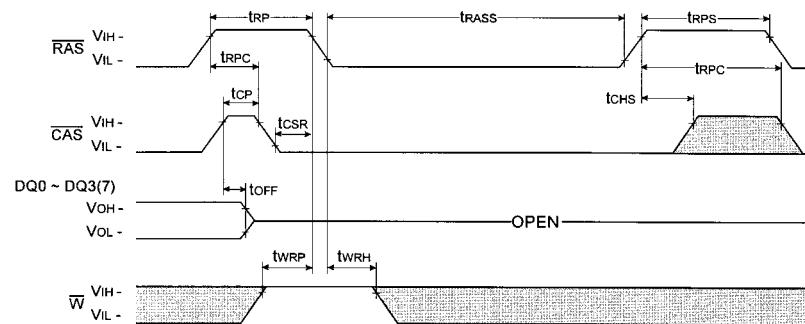 tRP tRASS tRPS
RAS VIH -
VIL -
tRPC tRPC
tCP tCSR tCHS
CAS VIH -
VIL -
DQ0 ~ DQ3(7)
tOFF
VOH -
VOL -
OPEN
tWRP tWRH
W VIH -
VIL -